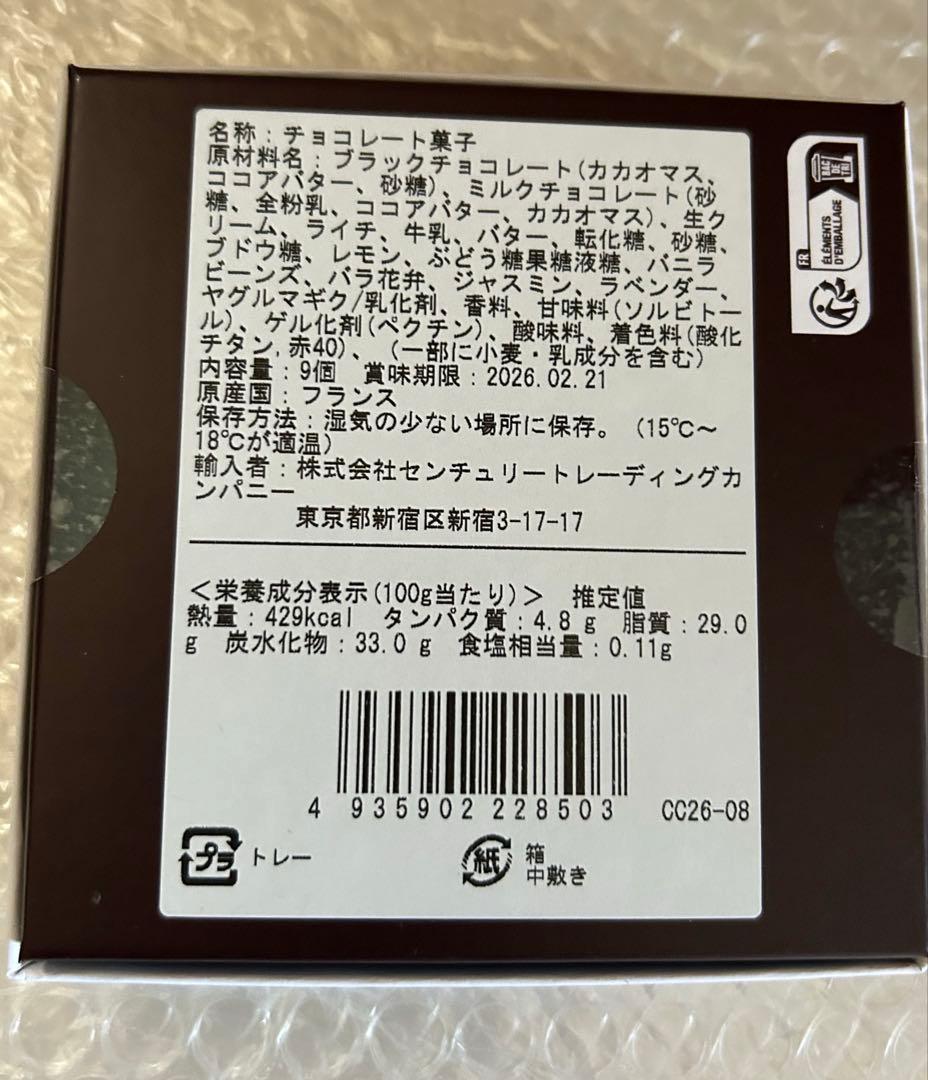 名称：チョコレート菓子
原材料名：ブラックチョコレート(カカオマス、
ココアバター、砂糖)、ミルクチョコレート(砂
糖、全粉乳、ココアバター、カカオマス)、生ク
リーム、ライチ、牛乳、バター、転化糖、砂糖、
ブドウ糖、レモン、ぶどう糖果糖液糖、バニラ
ビーンズ、バラ花弁、ジャスミン、ラベンダー、
ヤグルマギク/乳化剤、香料、甘味料(ソルビトー
ル)、ゲル化剤(ペクチン)、酸味料、着色料(酸化
チタン,赤40)、（一部に小麦・乳成分を含む)
内容量：9個　賞味期限：2026.02.21
原産国：フランス
保存方法：湿気の少ない場所に保存。（15℃～
18℃が適温)
輸入者：株式会社センチュリートレーディングカ
ンパニー
東京都新宿区新宿3-17-17
＜栄養成分表示(100g当たり)＞　推定値
熱量：429kcal　タンパク質：4.8 g　脂質：29.0
g　炭水化物：33.0 g　食塩相当量：0.11g
4 935902 228503
CC26-08
プラ トレー
紙 箱
中敷き
FR
ÉLÉMENTS
D'EMBALLAGE
BAC
DE
TRI